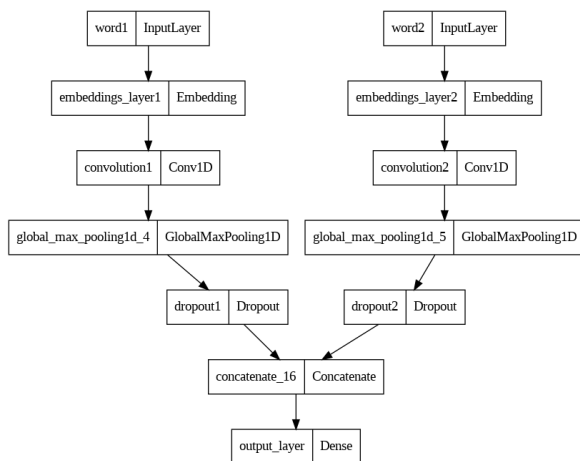 word1 InputLayer word2 InputLayer
embeddings_layer1 Embedding embeddings_layer2 Embedding
convolution1 Conv1D convolution2 Conv1D
global_max_pooling1d_4 GlobalMaxPooling1D global_max_pooling1d_5 GlobalMaxPooling1D
dropout1 Dropout dropout2 Dropout
concatenate_16 Concatenate
output_layer Dense